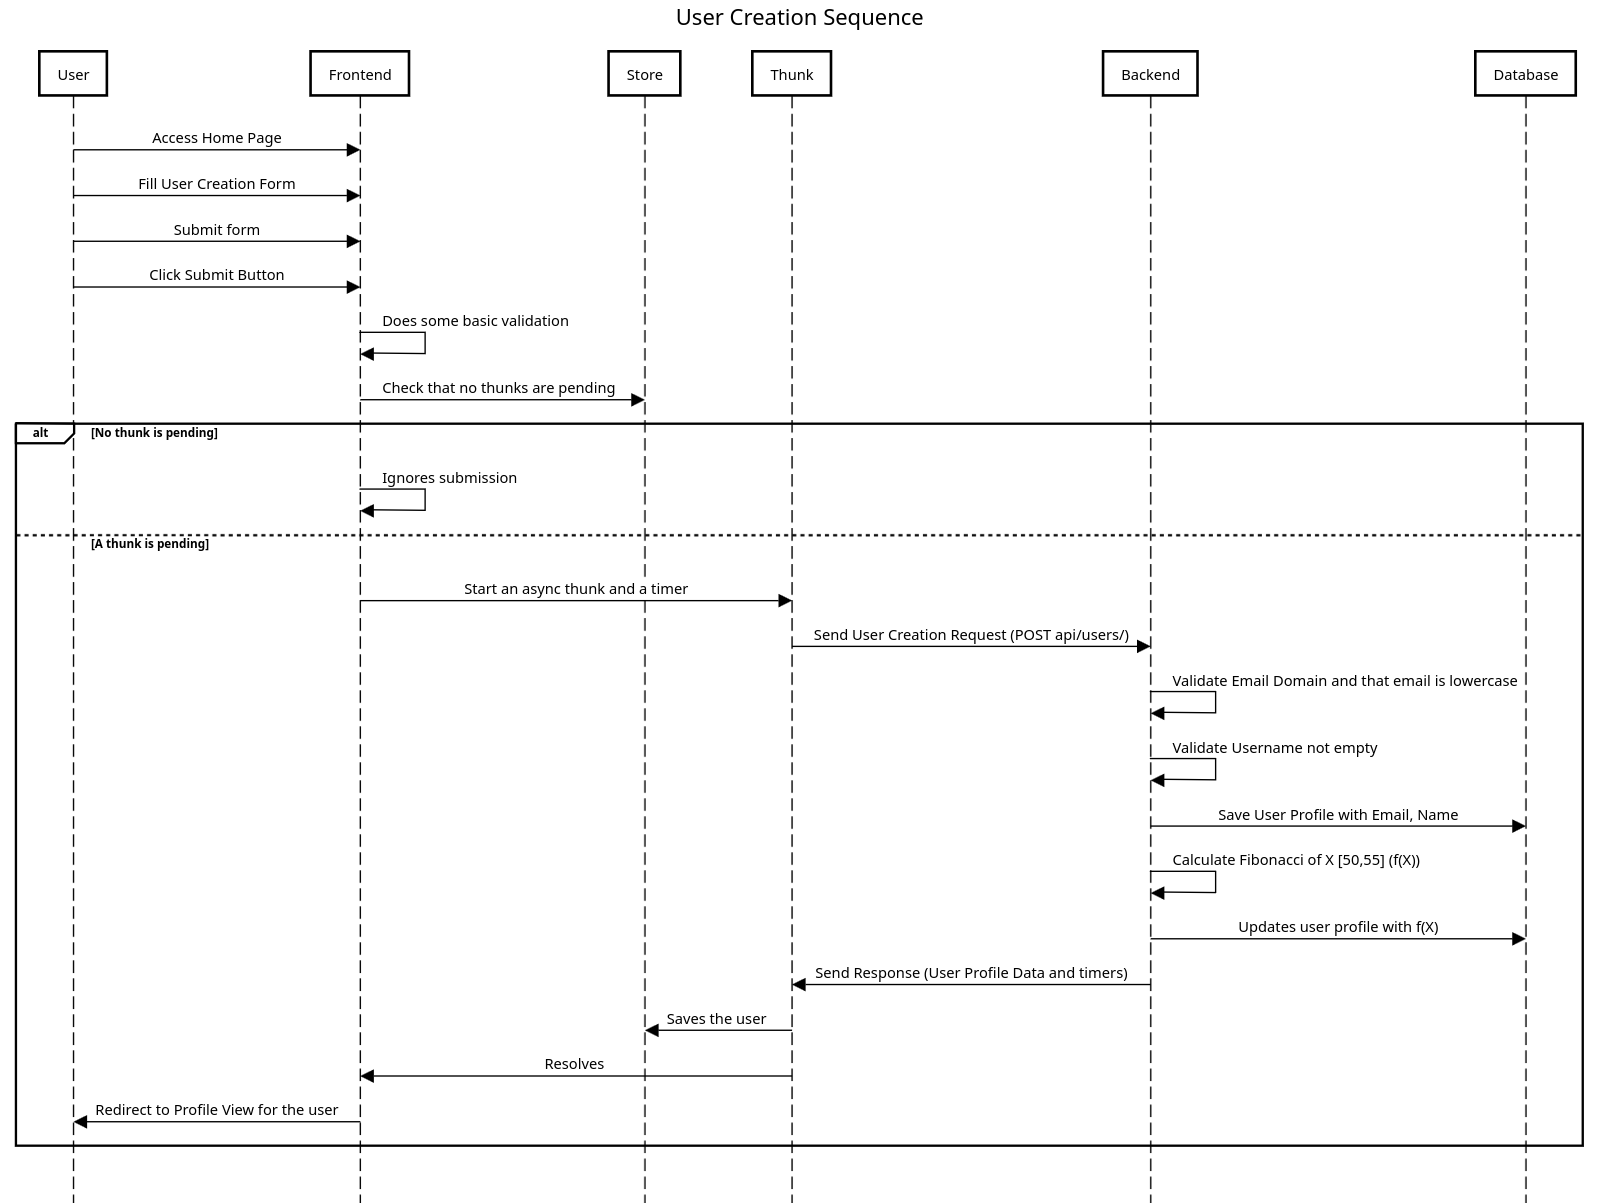 User Creation Sequence
User
Frontend
Store
Thunk
Backend
Database
Access Home Page
Fill User Creation Form
Submit form
Click Submit Button
Does some basic validation
Check that no thunks are pending
alt [No thunk is pending]
Ignores submission
[A thunk is pending]
Start an async thunk and a timer
Send User Creation Request (POST api/users/)
Validate Email Domain and that email is lowercase
Validate Username not empty
Save User Profile with Email, Name
Calculate Fibonacci of X [50,55] (f(X))
Updates user profile with f(X)
Send Response (User Profile Data and timers)
Saves the user
Resolves
Redirect to Profile View for the user